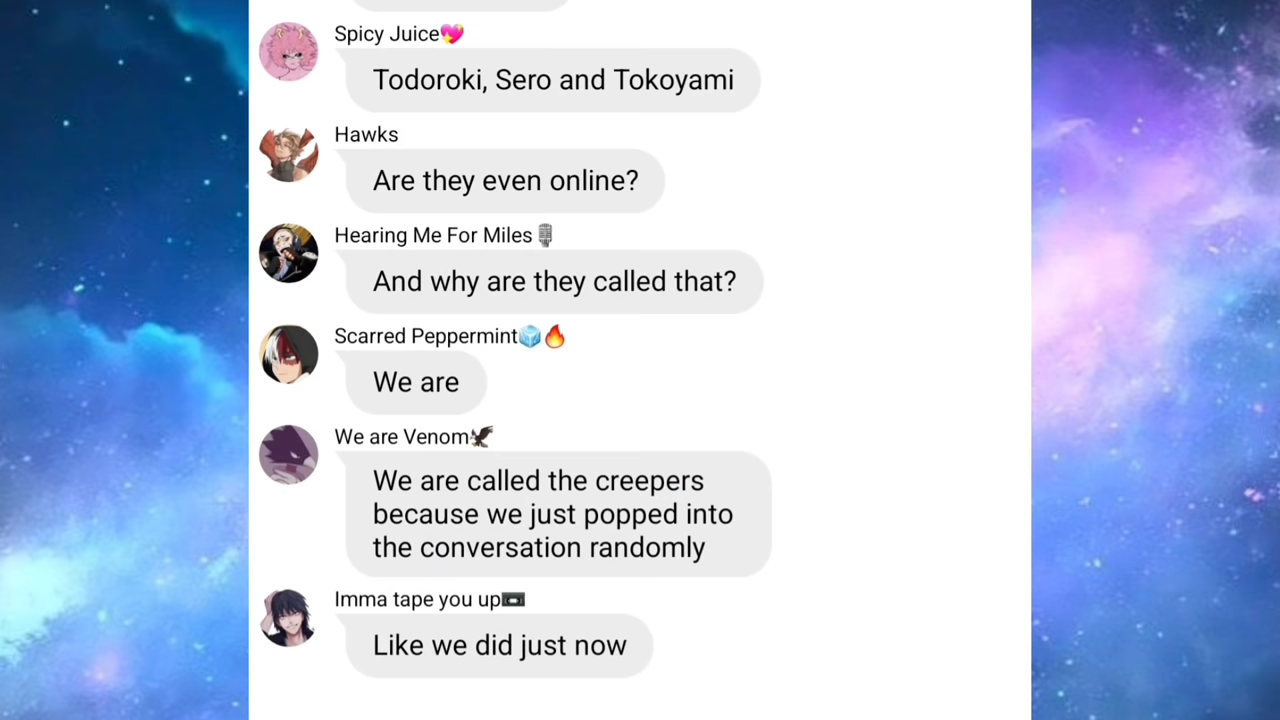 Spicy Juice💖
Todoroki, Sero and Tokoyami
Hawks
Are they even online?
Hearing Me For Miles🎙
And why are they called that?
Scarred Peppermint🧊🔥
We are
We are Venom🦅
We are called the creepers
because we just popped into
the conversation randomly
Imma tape you up📼
Like we did just now